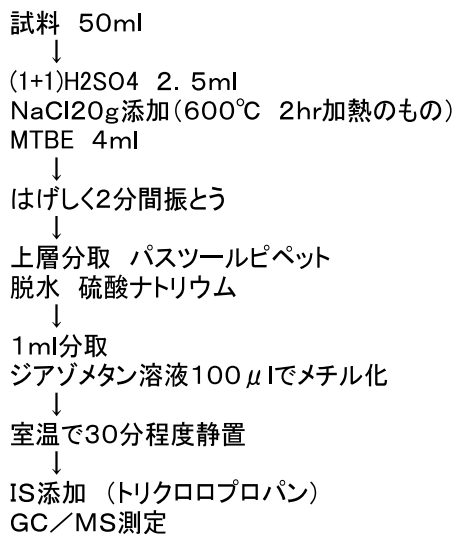 試料　50ml
↓
(1+1)H2SO4　2．5ml
NaCl20g添加（600℃　2hr加熱のもの）
MTBE　4ml
↓
はげしく2分間振とう
↓
上層分取　パスツールピペット
脱水　硫酸ナトリウム
↓
1ml分取
ジアゾメタン溶液100μlでメチル化
↓
室温で30分程度静置
↓
IS添加　（トリクロロプロパン）
GC／MS測定